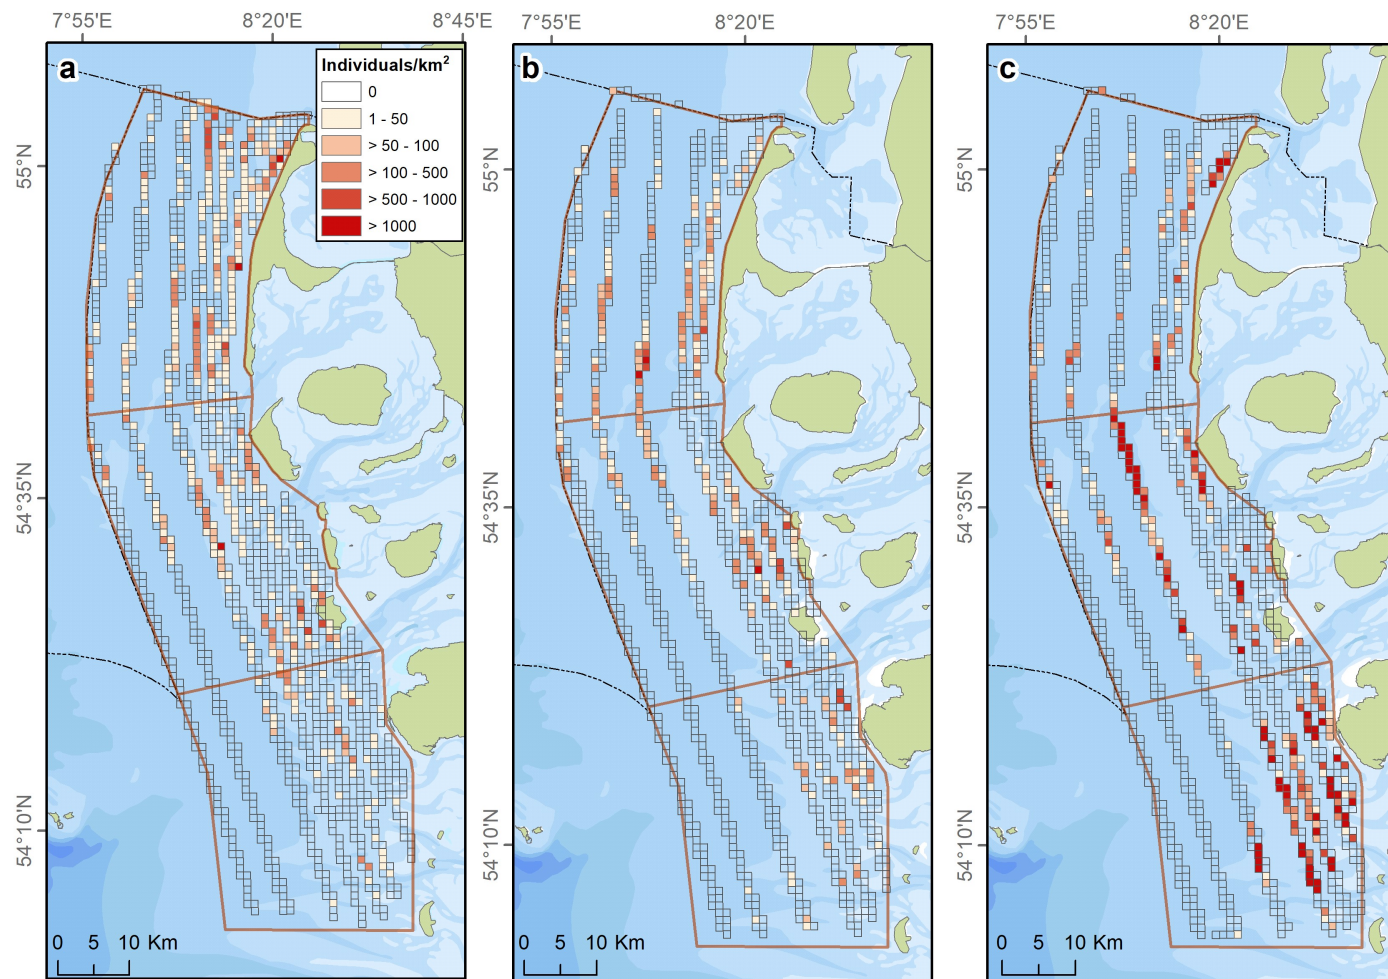 7°55'E 8°20'E 8°45'E 7°55'E 8°20'E 7°55'E 8°20'E
a b c
Individuals/km²
0
1 - 50
> 50 - 100
> 100 - 500
> 500 - 1000
> 1000
55°N 55°N 55°N
54°35'N 54°35'N 54°35'N
54°10'N 54°10'N 54°10'N
0 5 10 Km 0 5 10 Km 0 5 10 Km